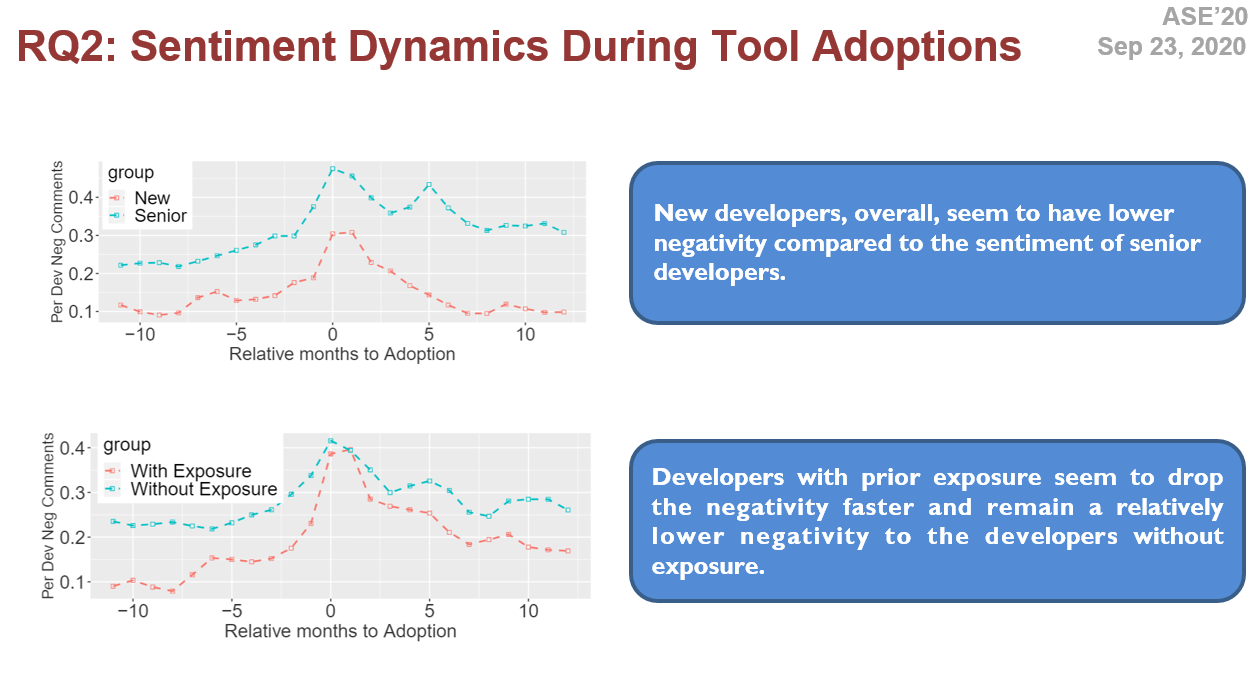 ASE’20
RQ2: Sentiment Dynamics During Tool Adoptions
Sep 23, 2020
Per Dev Neg Comments
group
New
Senior
0.4
0.3
0.2
0.1
−10
−5
0
5
10
Relative months to Adoption
New developers, overall, seem to have lower
negativity compared to the sentiment of senior
developers.
Per Dev Neg Comments
group
With Exposure
Without Exposure
0.4
0.3
0.2
0.1
−10
−5
0
5
10
Relative months to Adoption
Developers with prior exposure seem to drop
the negativity faster and remain a relatively
lower negativity to the developers without
exposure.